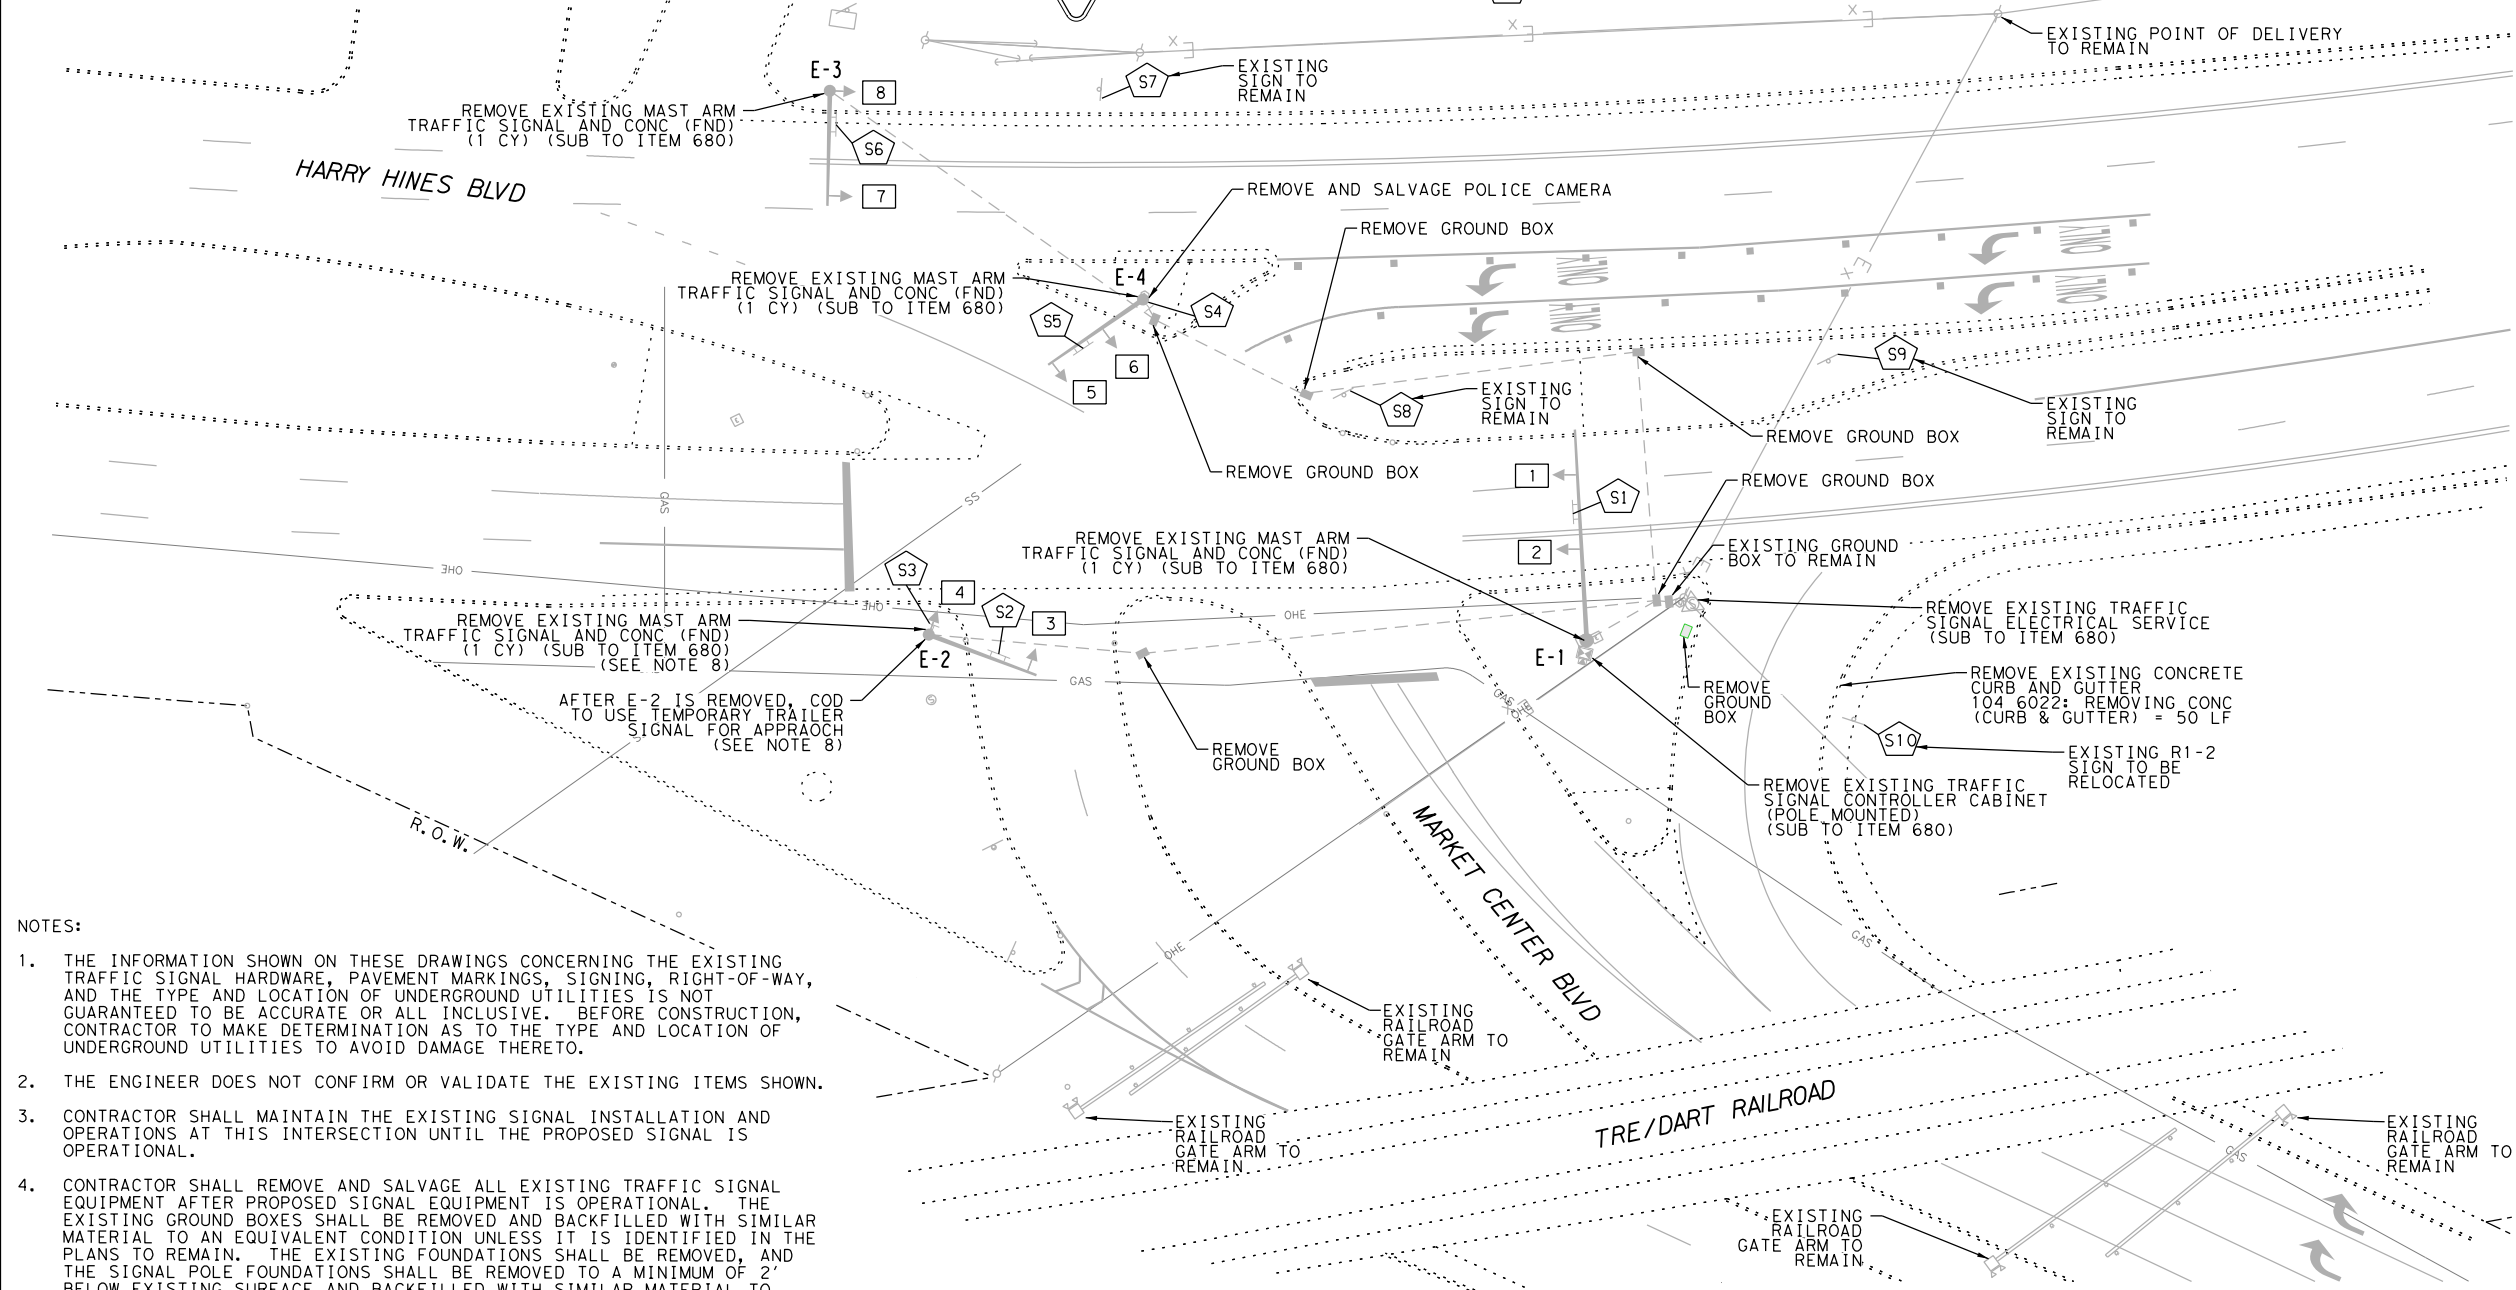 EXISTING POINT OF DELIVERY
TO REMAIN
E-3
8
S7
EXISTING
SIGN TO
REMAIN
REMOVE EXISTING MAST ARM
TRAFFIC SIGNAL AND CONC (FND)
(1 CY) (SUB TO ITEM 680)
S6
7
HARRY HINES BLVD
REMOVE AND SALVAGE POLICE CAMERA
REMOVE GROUND BOX
REMOVE EXISTING MAST ARM
TRAFFIC SIGNAL AND CONC (FND)
(1 CY) (SUB TO ITEM 680)
E-4
S4
S5
6
5
S8
EXISTING
SIGN TO
REMAIN
S9
EXISTING
SIGN TO
REMAIN
REMOVE GROUND BOX
REMOVE GROUND BOX
1
S1
REMOVE GROUND BOX
2
REMOVE EXISTING MAST ARM
TRAFFIC SIGNAL AND CONC (FND)
(1 CY) (SUB TO ITEM 680)
EXISTING GROUND
BOX TO REMAIN
GAS
SS
OHE
OHE
OHE
S3
4
S2
3
REMOVE EXISTING MAST ARM
TRAFFIC SIGNAL AND CONC (FND)
(1 CY) (SUB TO ITEM 680)
(SEE NOTE 8)
E-2
E-1
REMOVE EXISTING TRAFFIC
SIGNAL ELECTRICAL SERVICE
(SUB TO ITEM 680)
REMOVE EXISTING CONCRETE
CURB AND GUTTER
104 6022: REMOVING CONC
(CURB & GUTTER) = 50 LF
GAS
GAS
AFTER E-2 IS REMOVED, COD
TO USE TEMPORARY TRAILER
SIGNAL FOR APPRAOCH
(SEE NOTE 8)
REMOVE
GROUND
BOX
REMOVE
GROUND BOX
S10
EXISTING R1-2
SIGN TO BE
RELOCATED
REMOVE EXISTING TRAFFIC
SIGNAL CONTROLLER CABINET
(POLE MOUNTED)
(SUB TO ITEM 680)
R.O.W.
MARKET CENTER BLVD
OHE
GAS
EXISTING
RAILROAD
GATE ARM TO
REMAIN
EXISTING
RAILROAD
GATE ARM TO
REMAIN
TRE/DART RAILROAD
GAS
EXISTING
RAILROAD
GATE ARM TO
REMAIN
EXISTING
RAILROAD
GATE ARM TO
REMAIN
NOTES:
1. THE INFORMATION SHOWN ON THESE DRAWINGS CONCERNING THE EXISTING
TRAFFIC SIGNAL HARDWARE, PAVEMENT MARKINGS, SIGNING, RIGHT-OF-WAY,
AND THE TYPE AND LOCATION OF UNDERGROUND UTILITIES IS NOT
GUARANTEED TO BE ACCURATE OR ALL INCLUSIVE. BEFORE CONSTRUCTION,
CONTRACTOR TO MAKE DETERMINATION AS TO THE TYPE AND LOCATION OF
UNDERGROUND UTILITIES TO AVOID DAMAGE THERETO.
2. THE ENGINEER DOES NOT CONFIRM OR VALIDATE THE EXISTING ITEMS SHOWN.
3. CONTRACTOR SHALL MAINTAIN THE EXISTING SIGNAL INSTALLATION AND
OPERATIONS AT THIS INTERSECTION UNTIL THE PROPOSED SIGNAL IS
OPERATIONAL.
4. CONTRACTOR SHALL REMOVE AND SALVAGE ALL EXISTING TRAFFIC SIGNAL
EQUIPMENT AFTER PROPOSED SIGNAL EQUIPMENT IS OPERATIONAL. THE
EXISTING GROUND BOXES SHALL BE REMOVED AND BACKFILLED WITH SIMILAR
MATERIAL TO AN EQUIVALENT CONDITION UNLESS IT IS IDENTIFIED IN THE
PLANS TO REMAIN. THE EXISTING FOUNDATIONS SHALL BE REMOVED, AND
THE SIGNAL POLE FOUNDATIONS SHALL BE REMOVED TO A MINIMUM OF 2'
BELOW EXISTING SURFACE AND BACKFILLED WITH SIMILAR MATERIAL TO